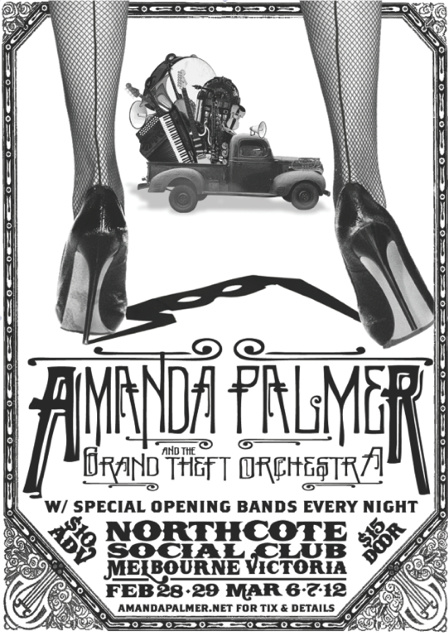 AMANDA PALMER
AND THE
GRAND THEFT ORCHESTRA
W/ SPECIAL OPENING BANDS EVERY NIGHT
$10
ADV
NORTHCOTE
SOCIAL CLUB
MELBOURNE VICTORIA
$15
DOOR
FEB 28 · 29 MAR 6 · 7 · 12
AMANDAPALMER.NET FOR TIX & DETAILS